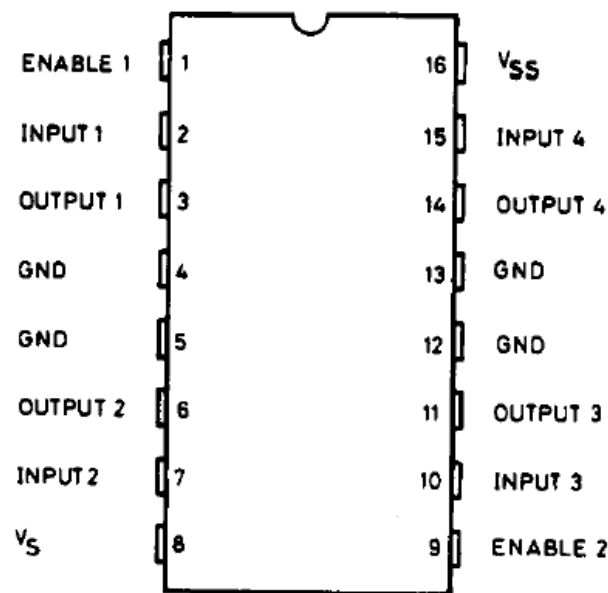 ENABLE 1 1 16 VSS
INPUT 1 2 15 INPUT 4
OUTPUT 1 3 14 OUTPUT 4
GND 4 13 GND
GND 5 12 GND
OUTPUT 2 6 11 OUTPUT 3
INPUT 2 7 10 INPUT 3
VS 8 9 ENABLE 2